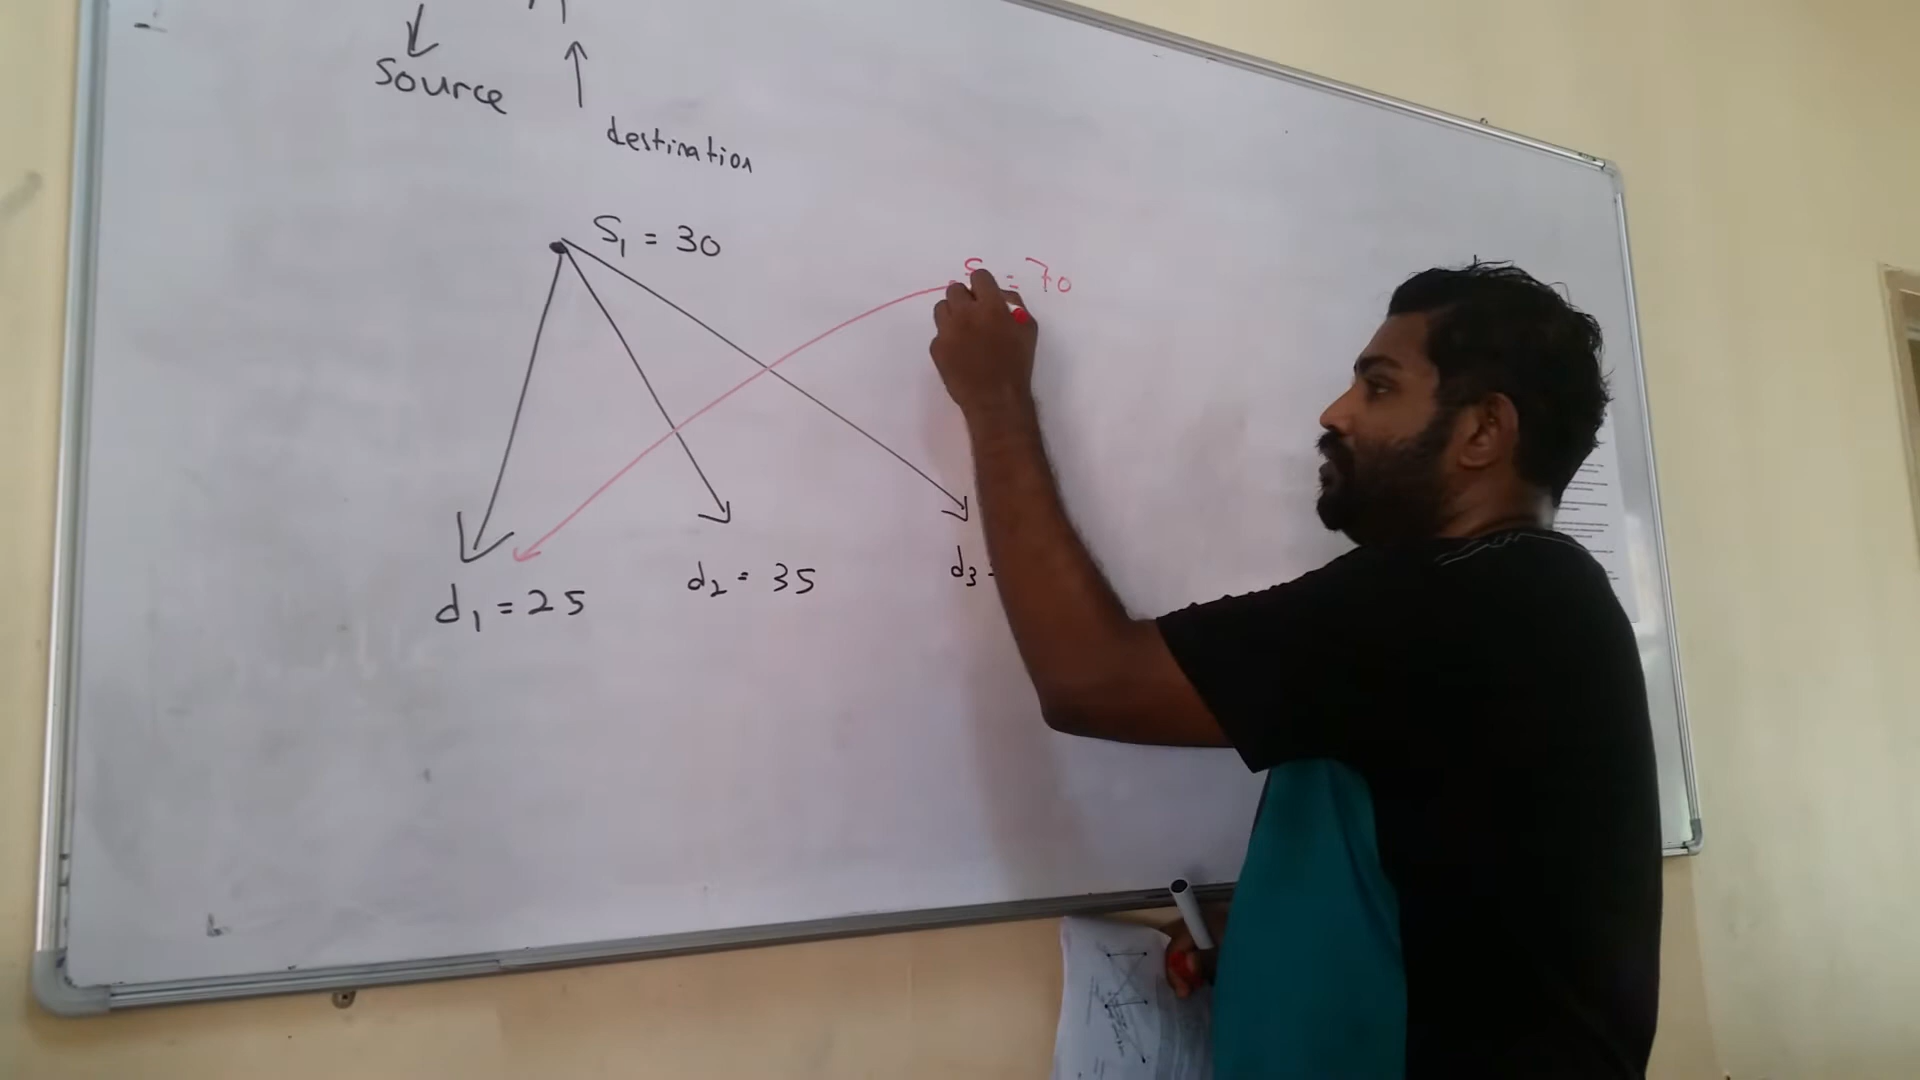 Source
destination
S₁ = 30
= 70
d₁ = 25
d₂ = 35
d₃